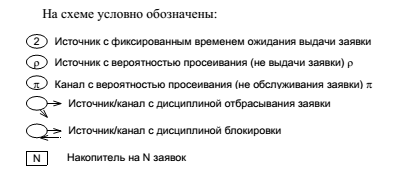 На схеме условно обозначены:
2 Источник с фиксированным временем ожидания выдачи заявки
ρ Источник с вероятностью просеивания (не выдачи заявки) ρ
π Канал с вероятностью просеивания (не обслуживания заявки) π
Источник/канал с дисциплиной отбрасывания заявки
Источник/канал с дисциплиной блокировки
N Накопитель на N заявок